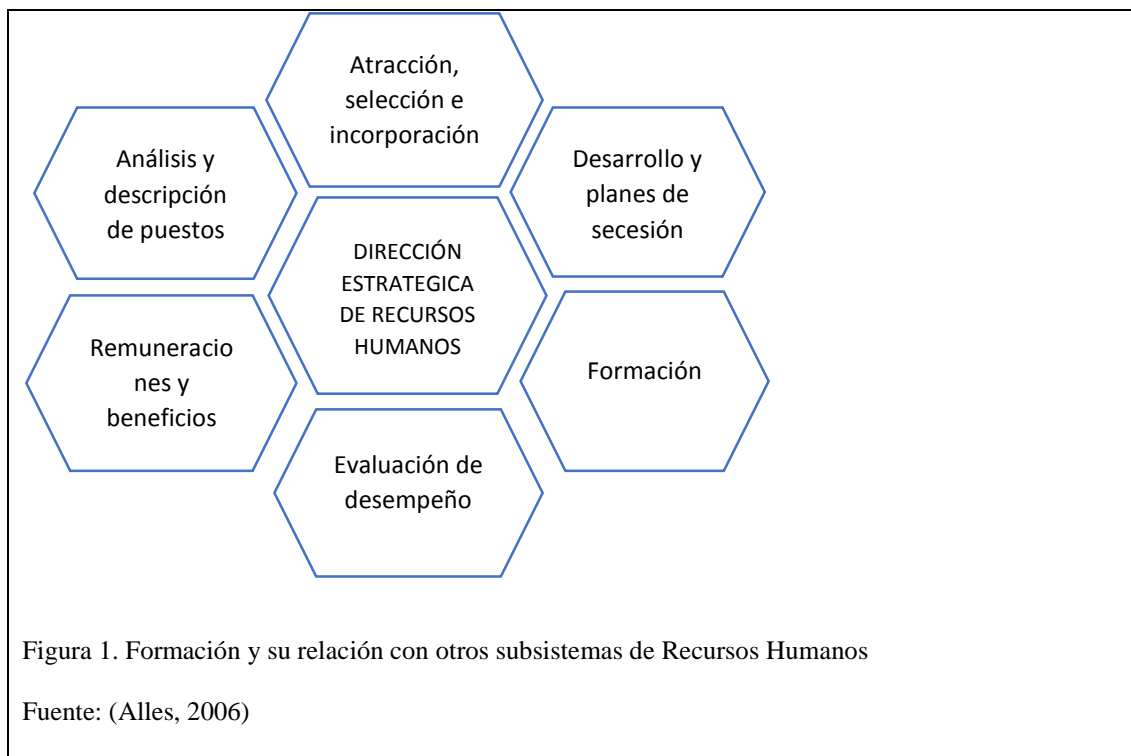 Atracción,
selección e
incorporación
Análisis y
descripción
de puestos
Desarrollo y
planes de
secesión
DIRECCIÓN
ESTRATEGICA
DE RECURSOS
HUMANOS
Remuneracio
nes y
beneficios
Formación
Evaluación de
desempeño
Figura 1. Formación y su relación con otros subsistemas de Recursos Humanos
Fuente: (Alles, 2006)